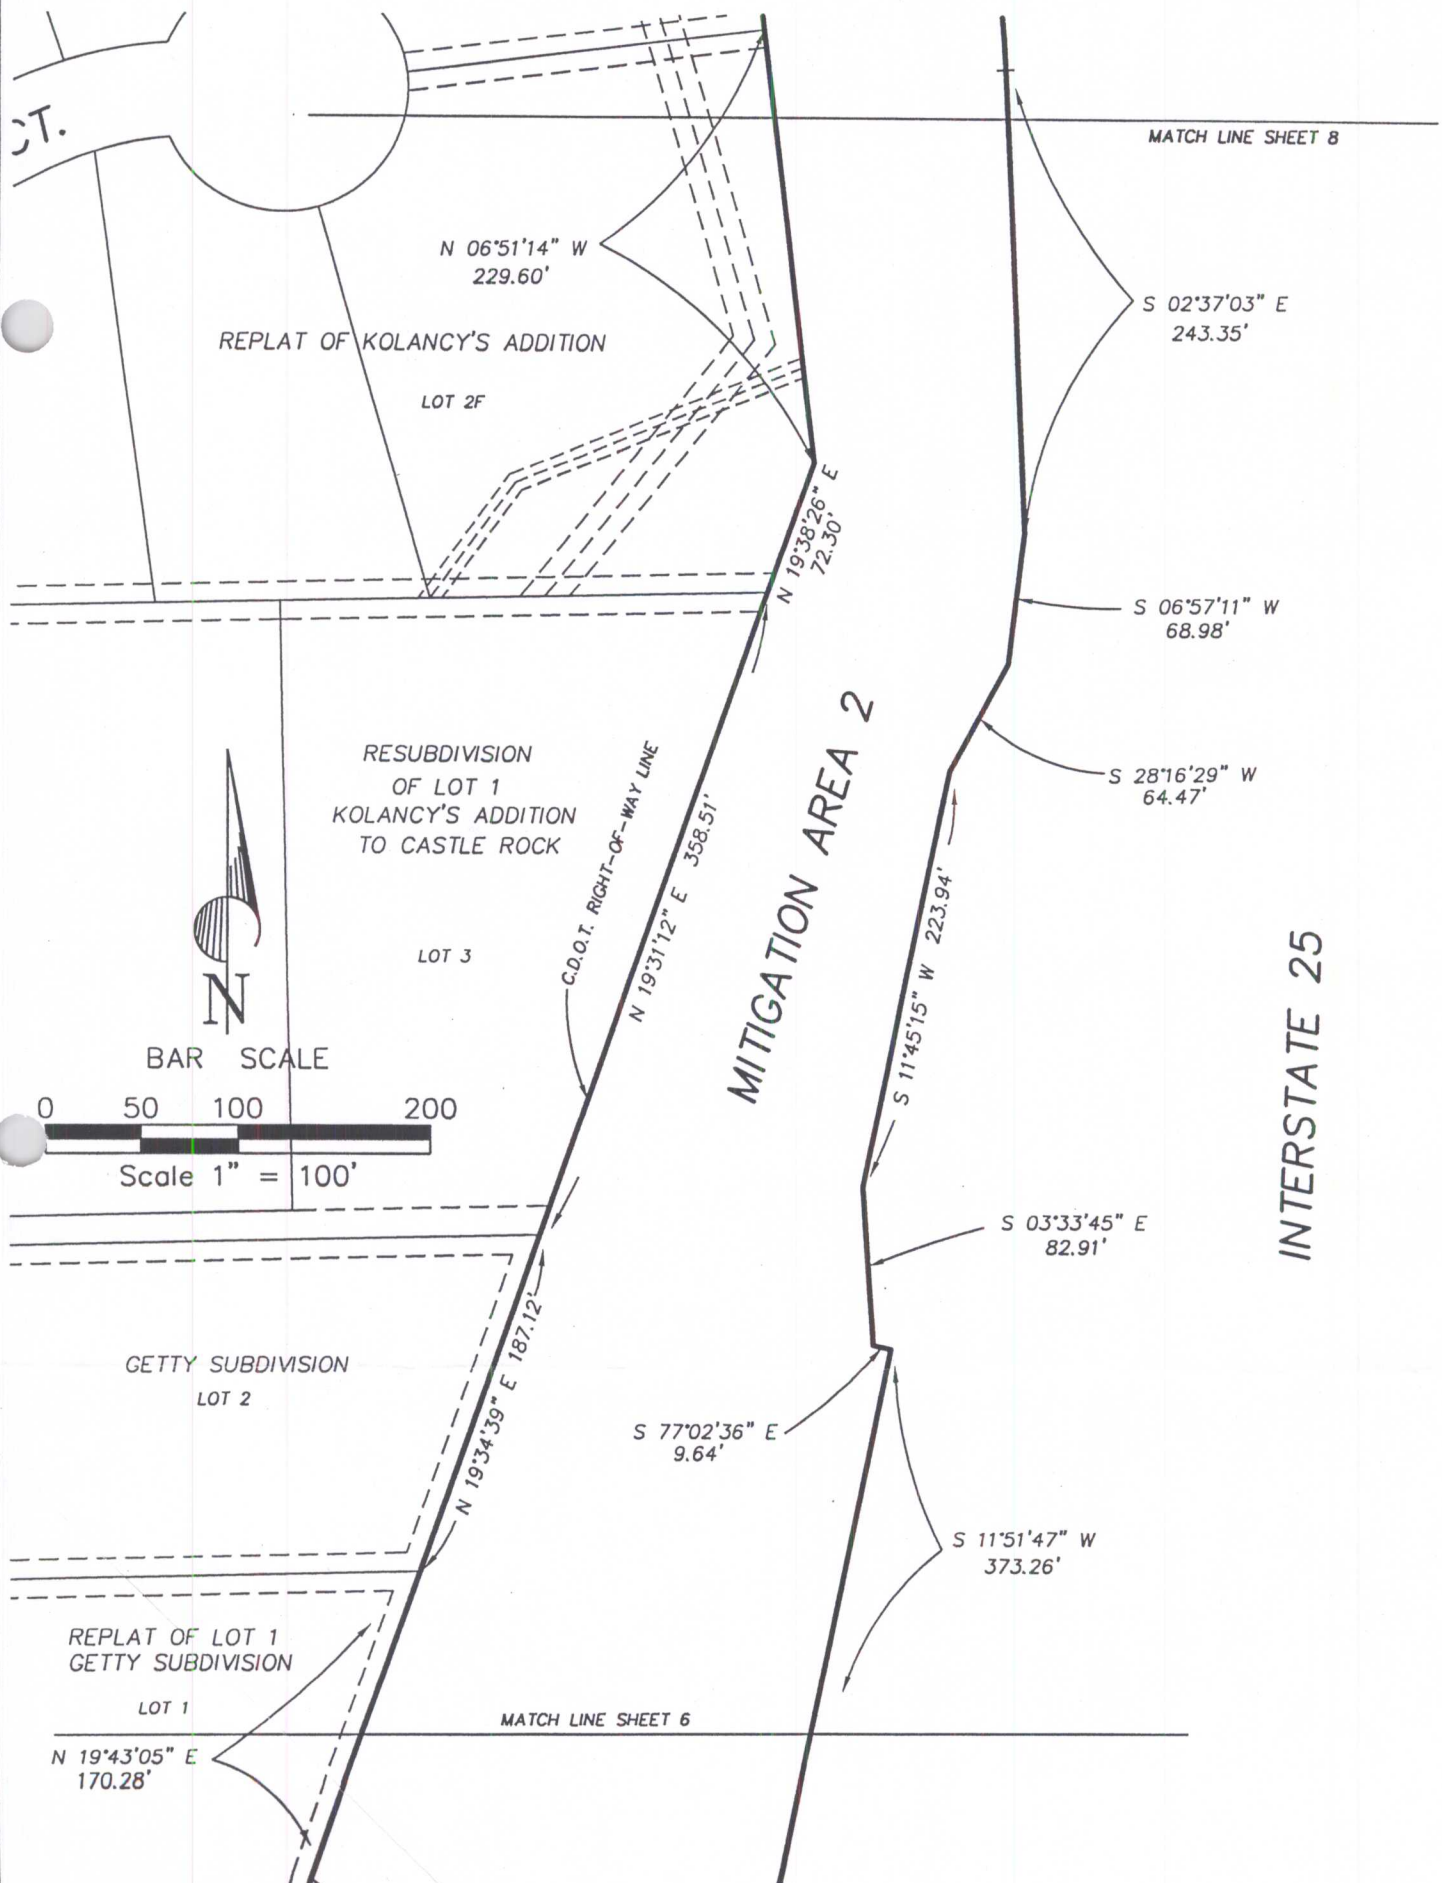 CT.
MATCH LINE SHEET 8
N 06°51'14" W
229.60'
S 02°37'03" E
243.35'
REPLAT OF KOLANCY'S ADDITION
LOT 2F
N 19°38'26" E
72.30'
S 06°57'11" W
68.98'
RESUBDIVISION
OF LOT 1
KOLANCY'S ADDITION
TO CASTLE ROCK
LOT 3
C.D.O.T. RIGHT-OF-WAY LINE
N 19°31'12" E 358.51'
MITIGATION AREA 2
S 28°16'29" W
64.47'
S 11°45'15" W 223.94'
INTERSTATE 25
N
BAR SCALE
0 50 100 200
Scale 1" = 100'
S 03°33'45" E
82.91'
GETTY SUBDIVISION
LOT 2
N 19°34'39" E 187.12'
S 77°02'36" E
9.64'
S 11°51'47" W
373.26'
REPLAT OF LOT 1
GETTY SUBDIVISION
LOT 1
MATCH LINE SHEET 6
N 19°43'05" E
170.28'